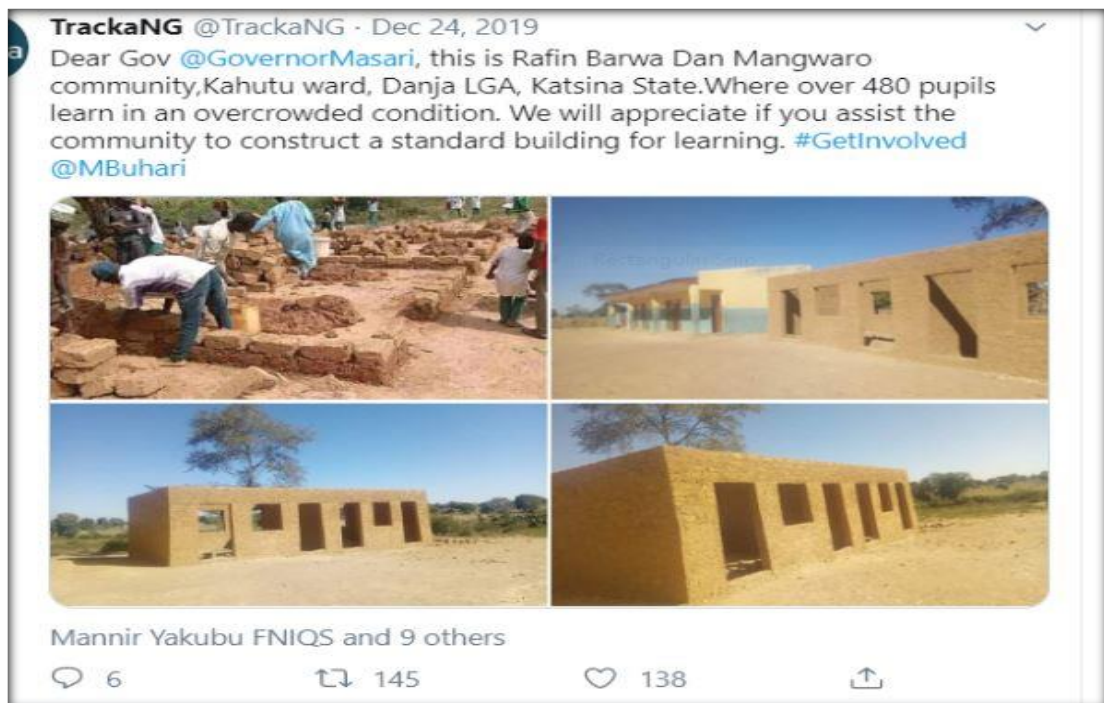 a
TrackaNG @TrackaNG · Dec 24, 2019
Dear Gov @GovernorMasari, this is Rafin Barwa Dan Mangwaro
community,Kahutu ward, Danja LGA, Katsina State.Where over 480 pupils
learn in an overcrowded condition. We will appreciate if you assist the
community to construct a standard building for learning. #GetInvolved
@MBuhari
Rectangular Snip
Mannir Yakubu FNIQS and 9 others
6 145 138